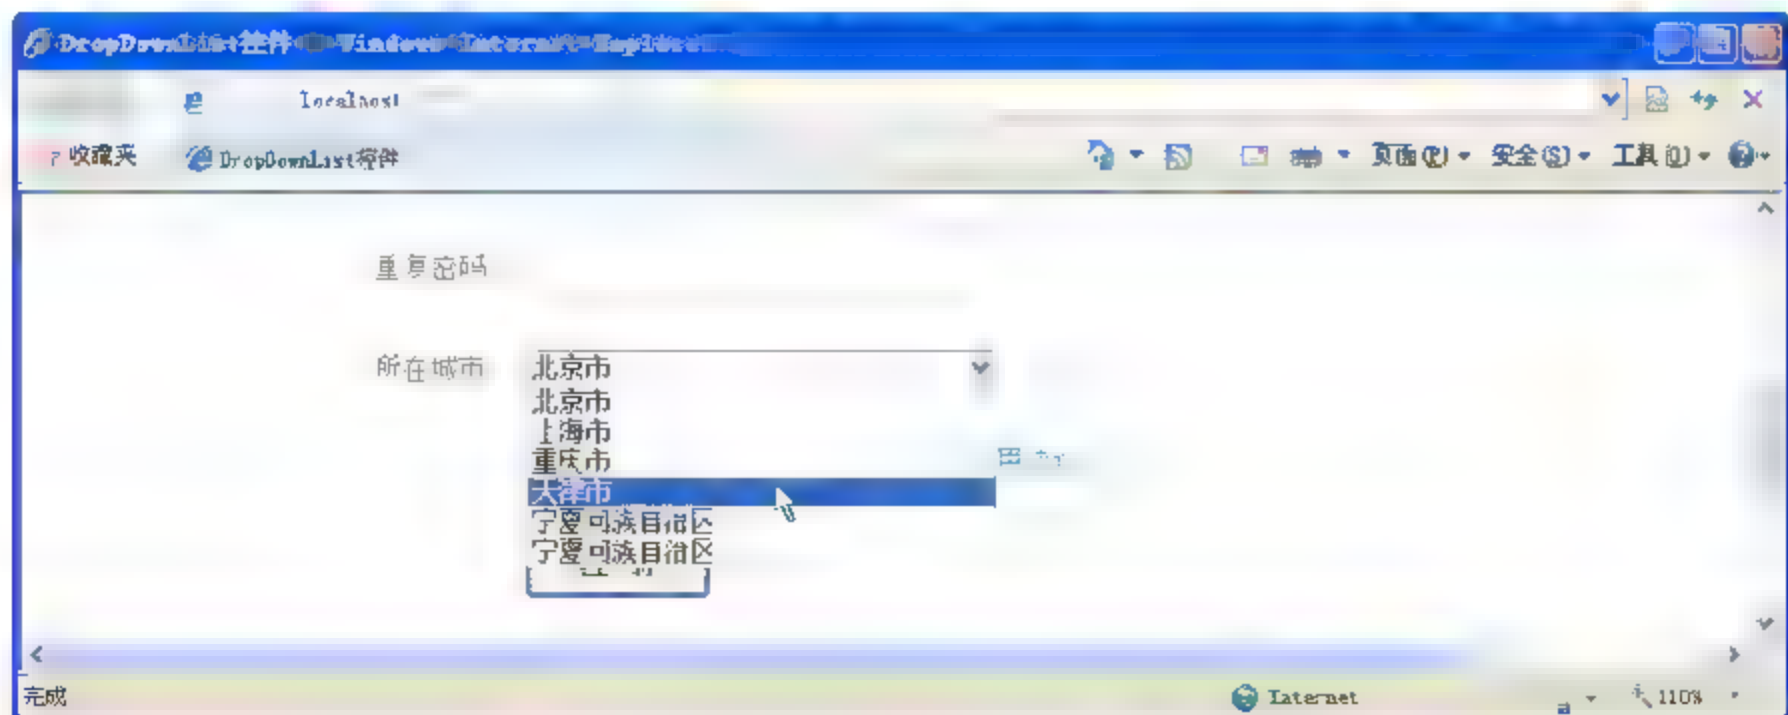 DropDownList控件 - Windows Internet Explorer
localhost
收藏夹 DropDownList控件 页面(P) 安全(S) 工具(O)
重复密码
所在城市 北京市
北京市
上海市
重庆市
天津市
宁夏回族自治区
宁夏回族自治区
完成 Internet 110%